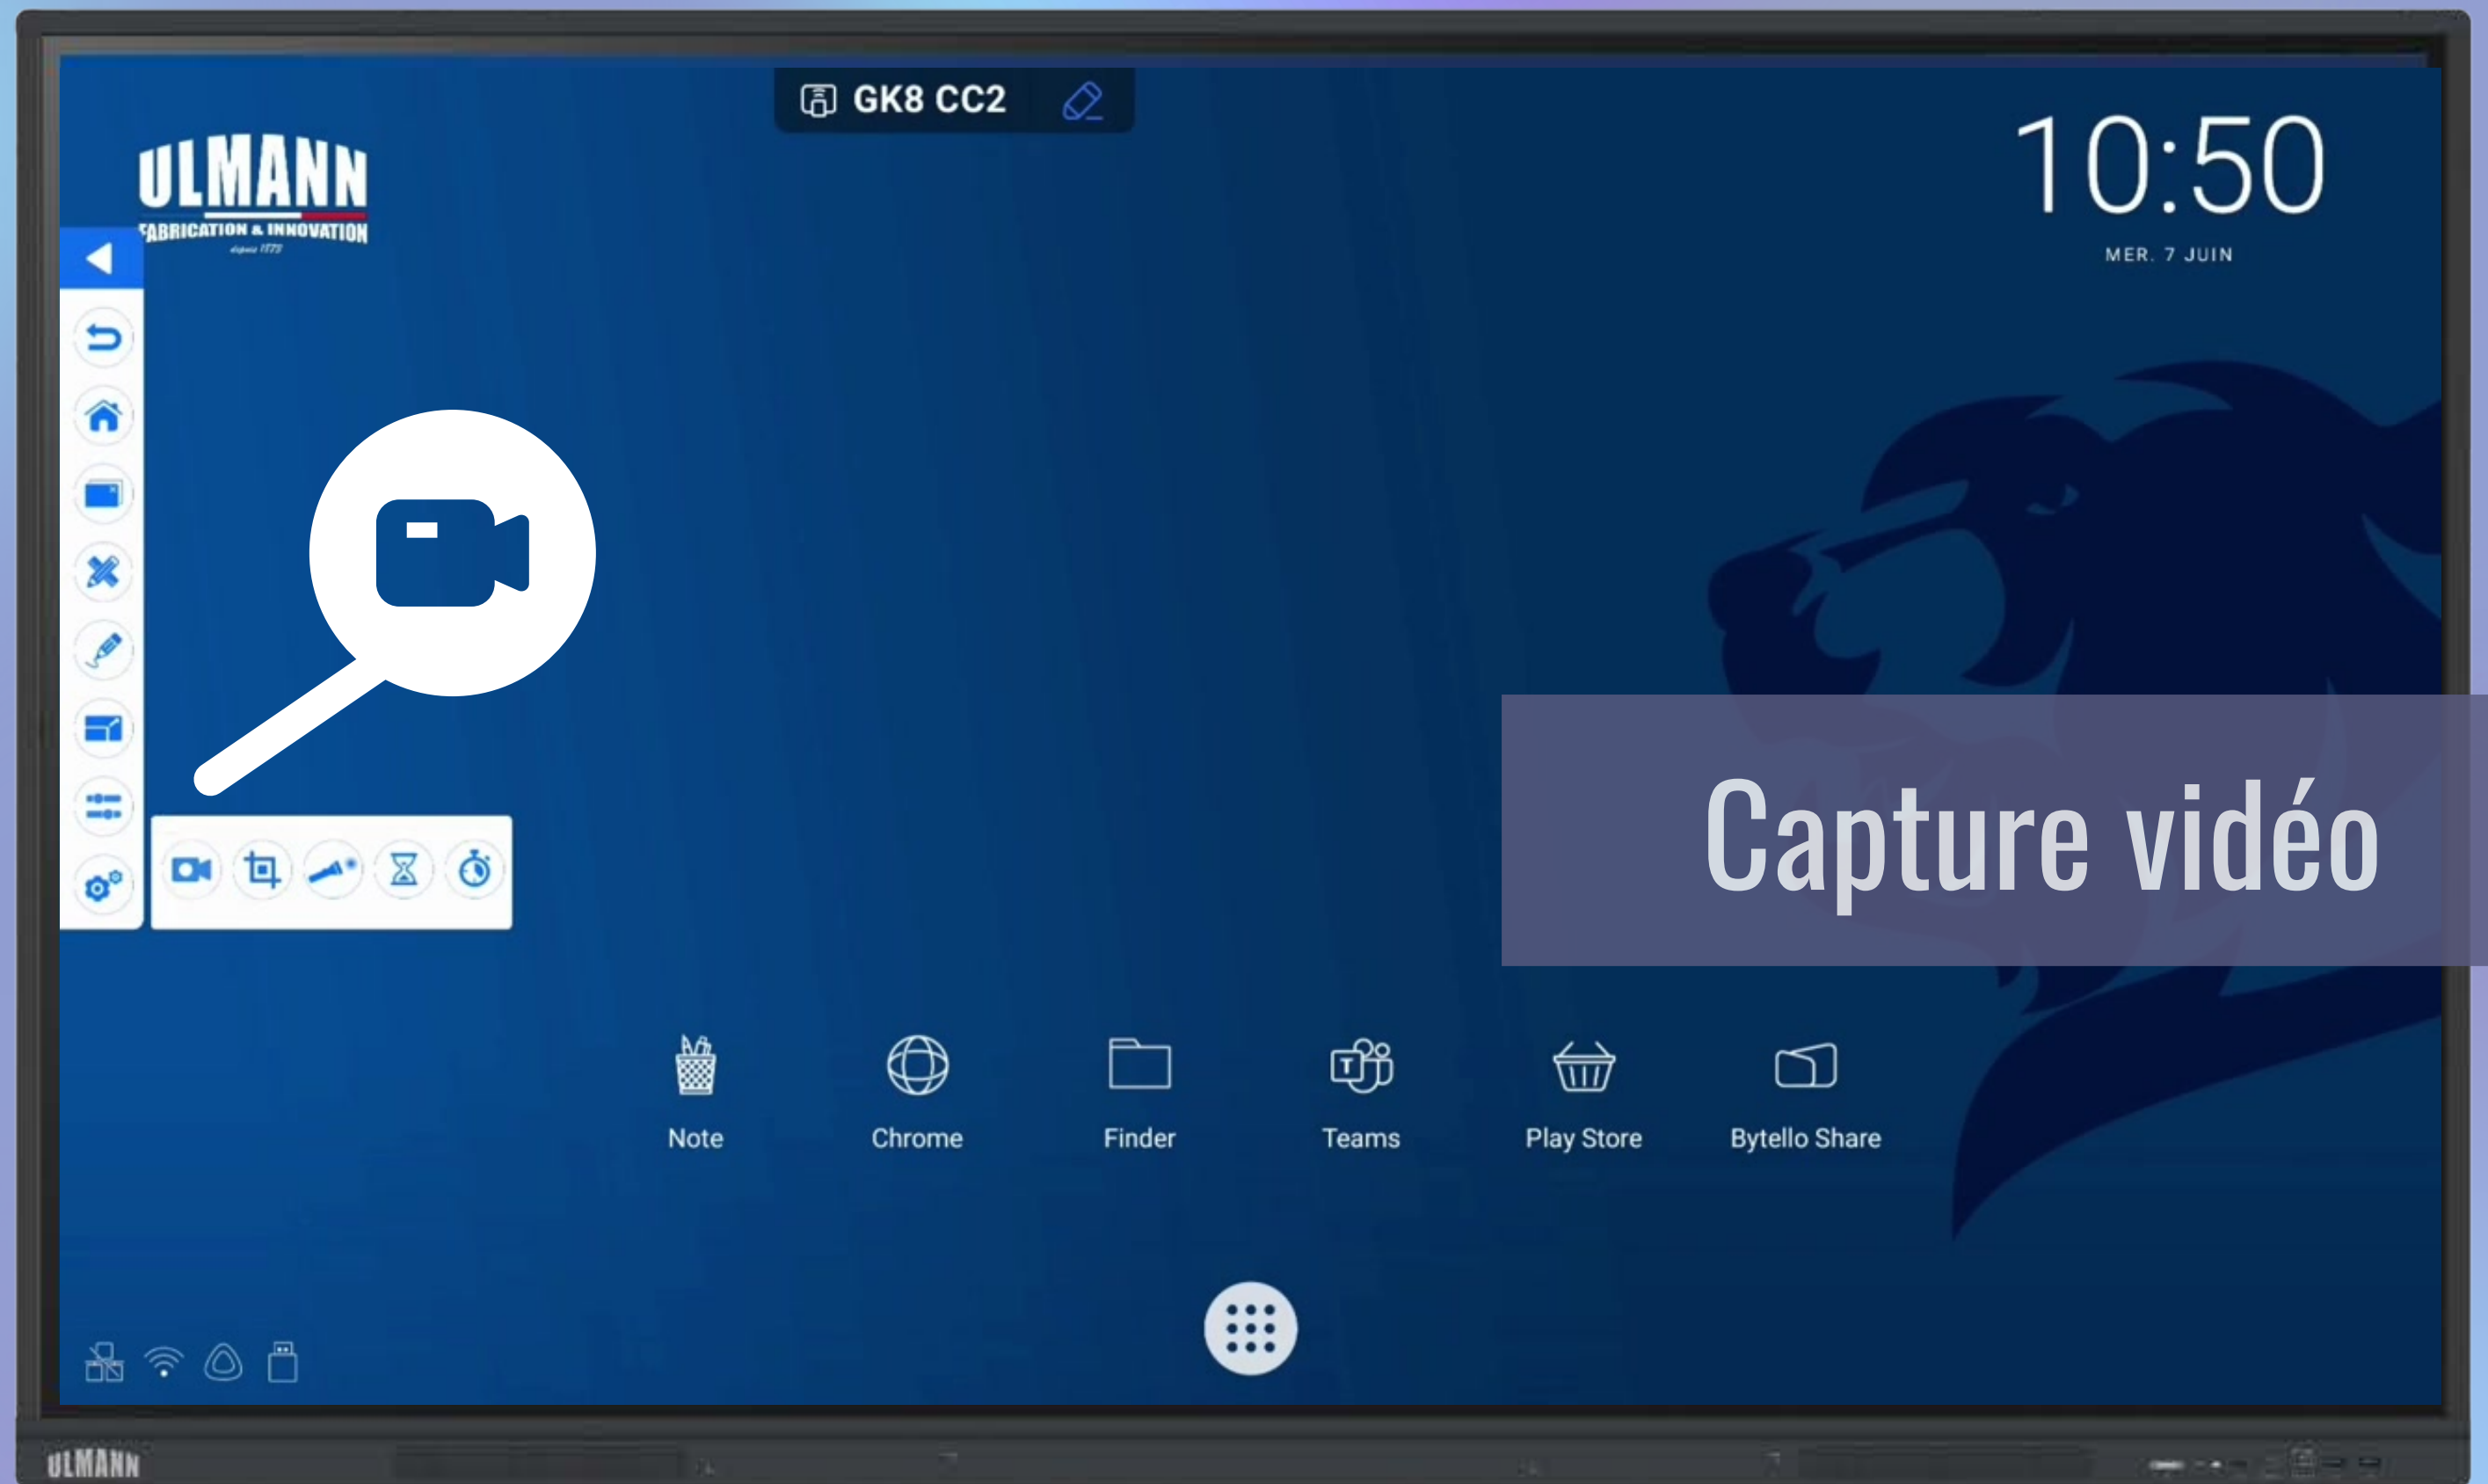 GK8 CC2
ULMANN
FABRICATION & INNOVATION
10:50
MER. 7 JUIN
Capture vidéo
Note
Chrome
Finder
Teams
Play Store
Bytello Share
ULMANN